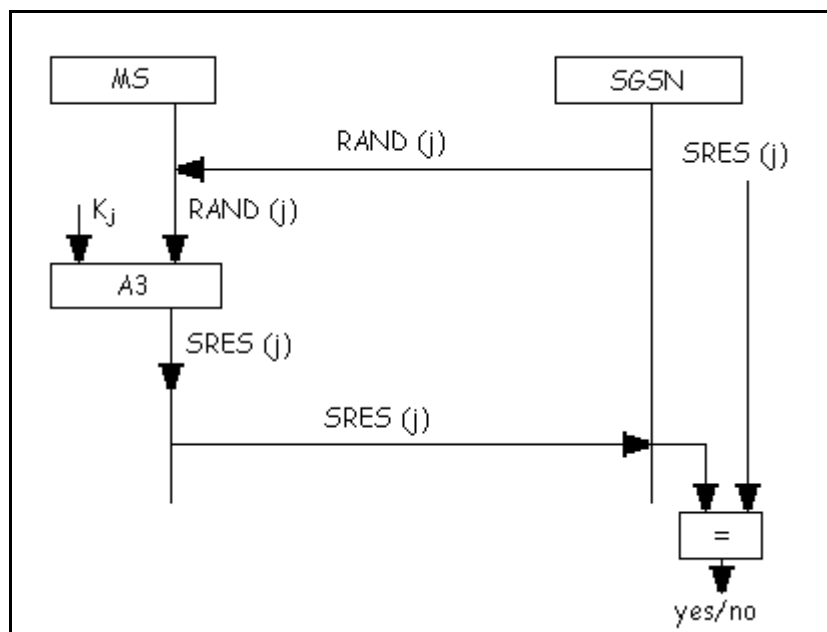 MS
SGSN
RAND (j)
SRES (j)
Kj
RAND (j)
A3
SRES (j)
SRES (j)
=
yes/no